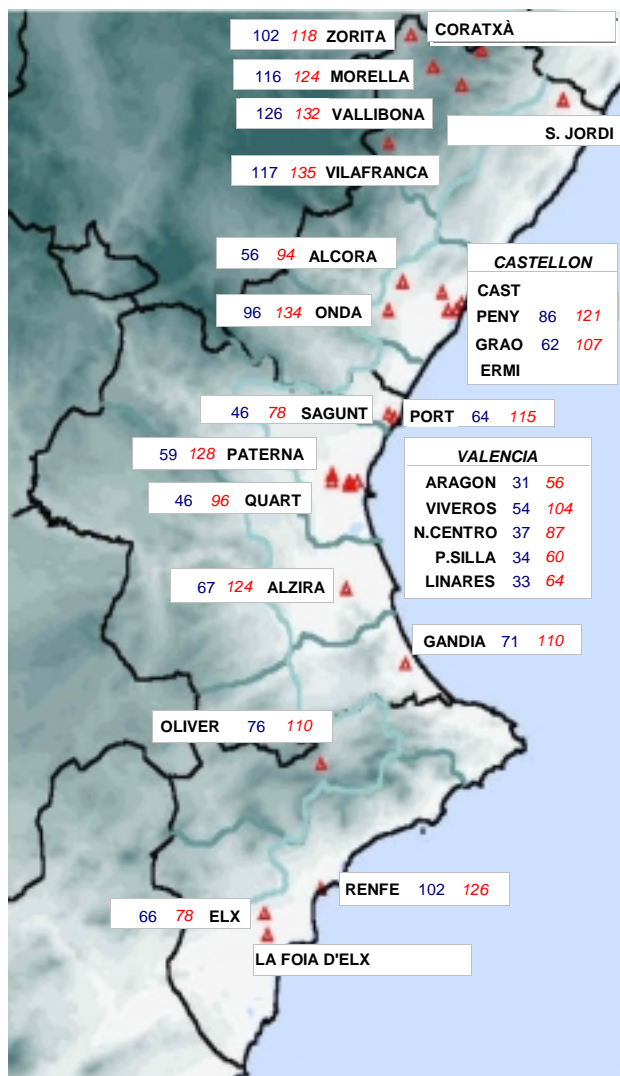 102 118 ZORITA
CORATXÀ
116 124 MORELLA
126 132 VALLIBONA
S. JORDI
117 135 VILAFRANCA
56 94 ALCORA
96 134 ONDA
CASTELLON
CAST
PENY 86 121
GRAO 62 107
ERMI
46 78 SAGUNT
PORT 64 115
59 128 PATERNA
46 96 QUART
VALENCIA
ARAGON 31 56
VIVEROS 54 104
N.CENTRO 37 87
P.SILLA 34 60
LINARES 33 64
67 124 ALZIRA
GANDIA 71 110
OLIVER 76 110
RENFE 102 126
66 78 ELX
LA FOIA D'ELX